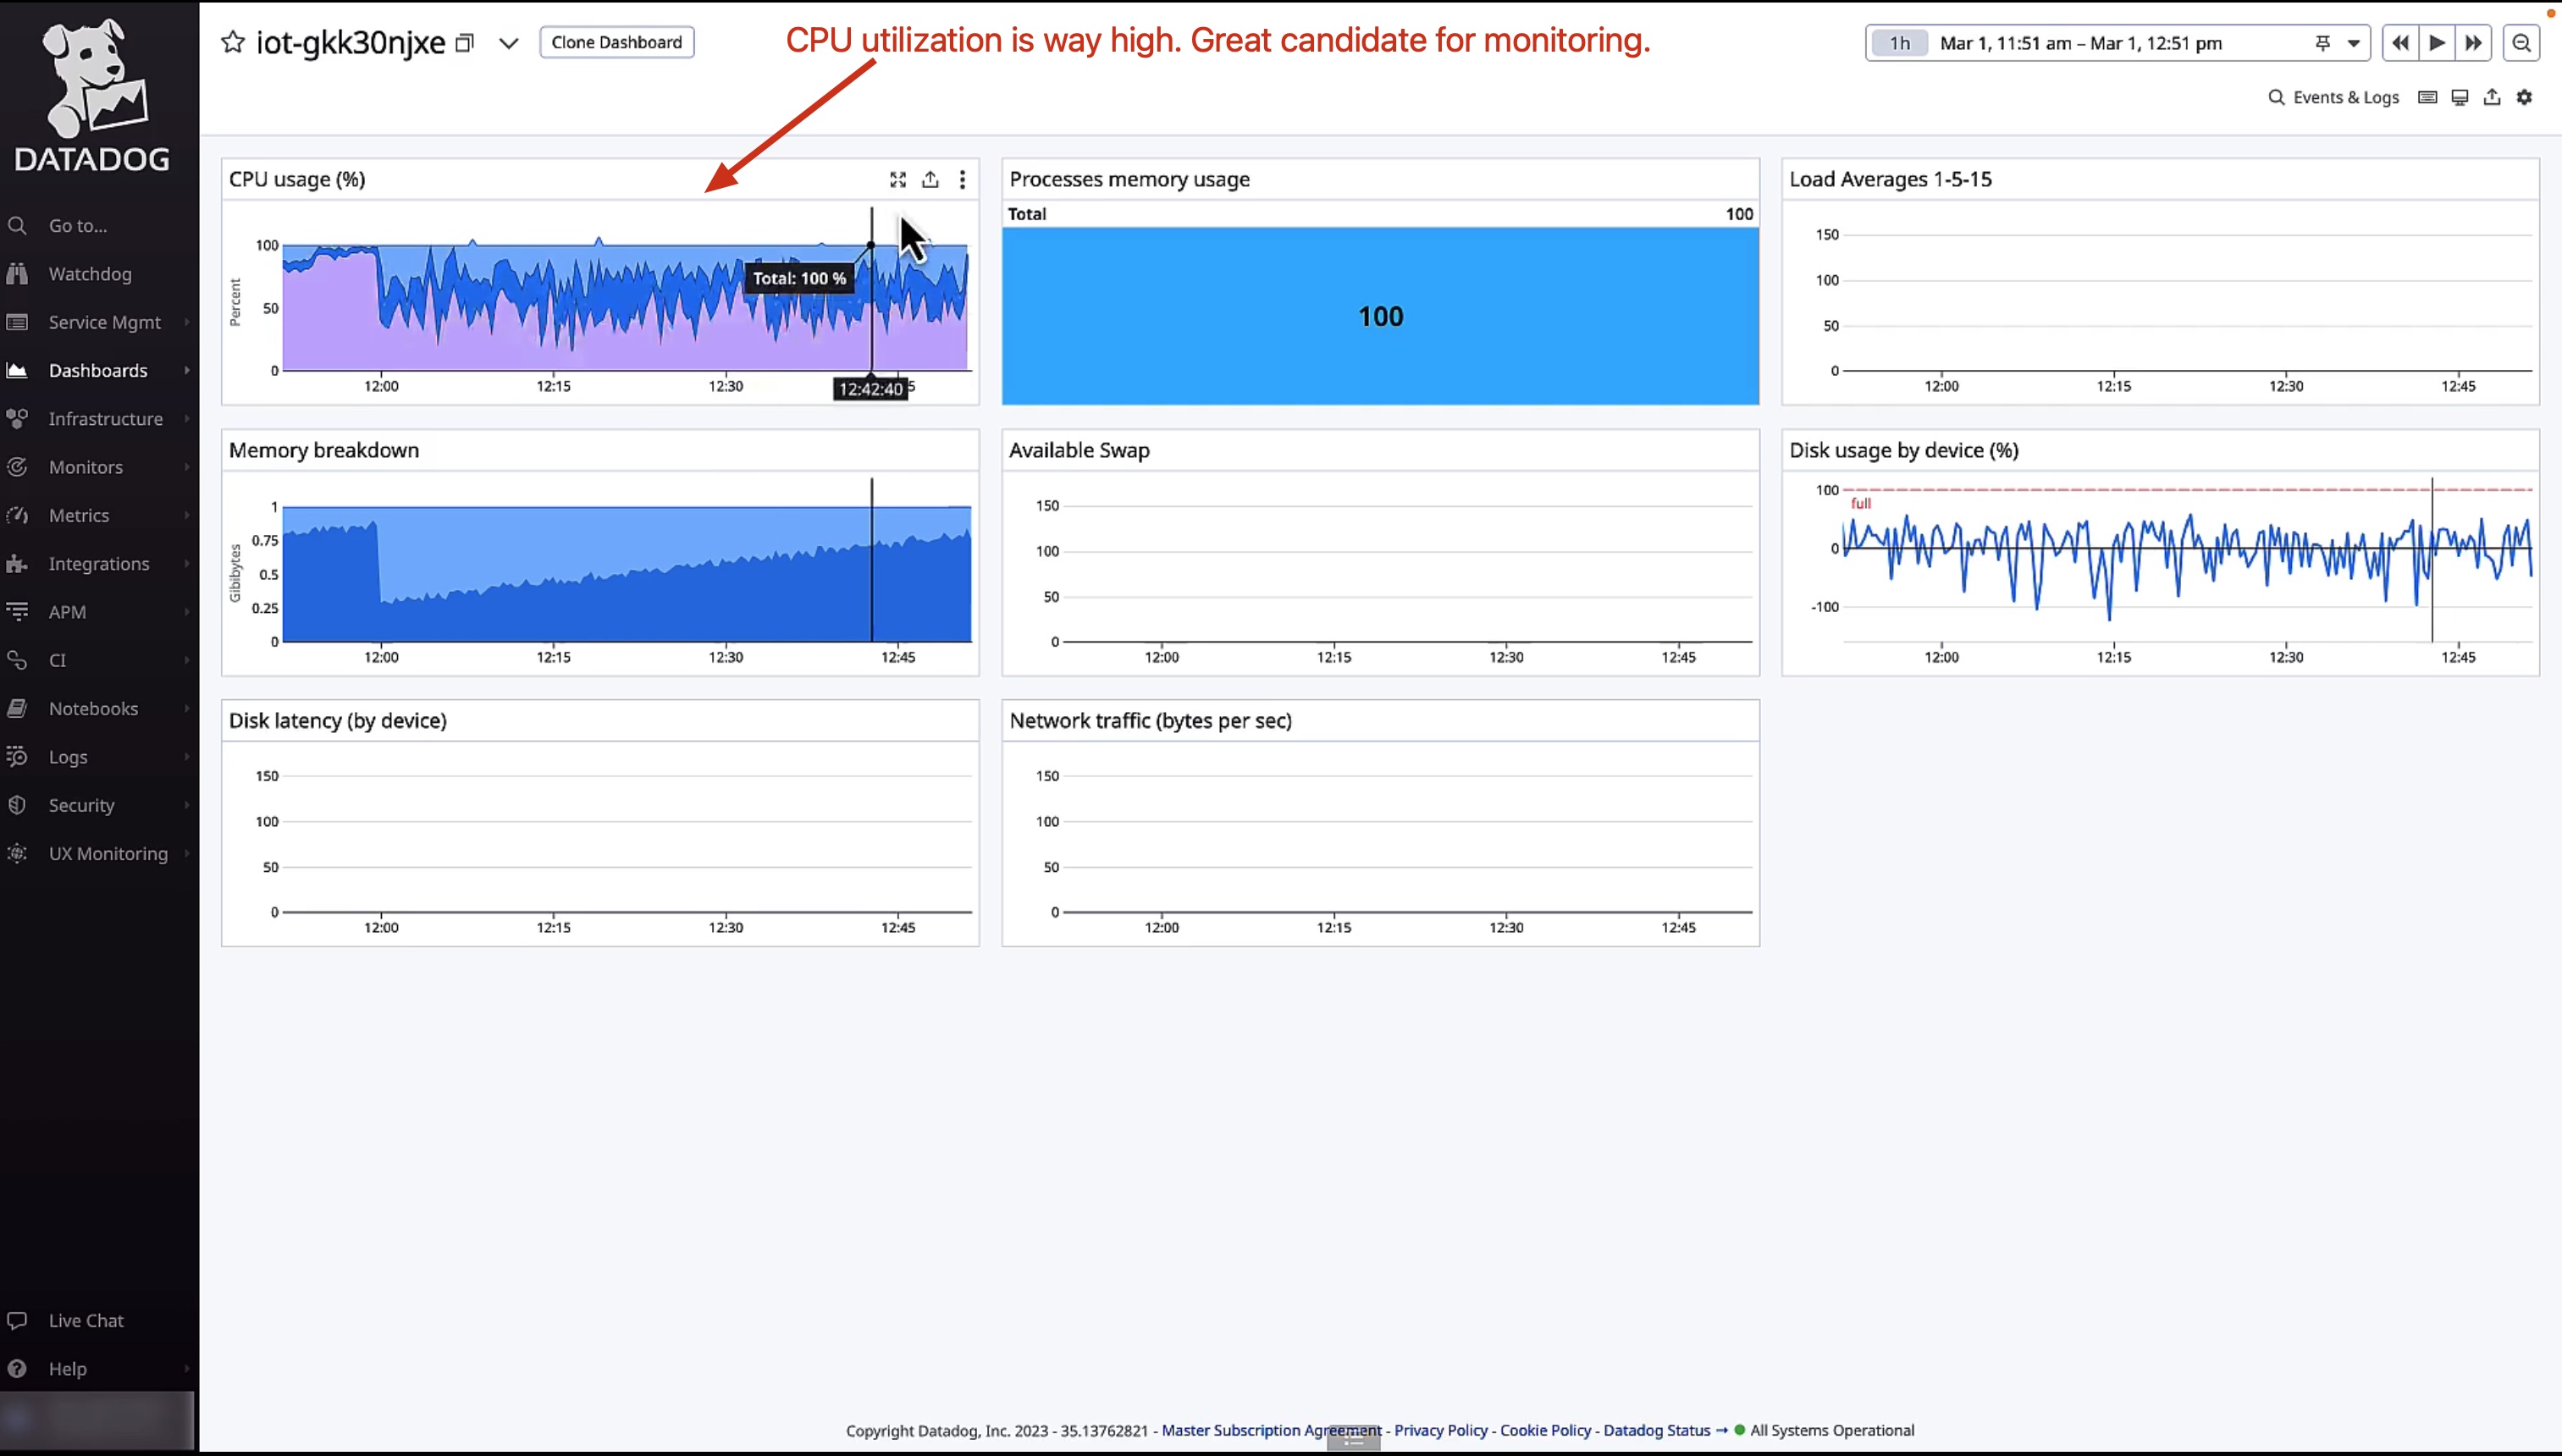 DATADOG
Go to...
Watchdog
Service Mgmt
Dashboards
Infrastructure
Monitors
Metrics
Integrations
APM
CI
Notebooks
Logs
Security
UX Monitoring
Live Chat
Help
iot-gkk30njxe
Clone Dashboard
CPU utilization is way high. Great candidate for monitoring.
1h Mar 1, 11:51 am – Mar 1, 12:51 pm
Events & Logs
CPU usage (%)
Percent
100
50
0
Total: 100 %
12:00 12:15 12:30 12:42:40 5
Processes memory usage
Total 100
100
Load Averages 1-5-15
150
100
50
0
12:00 12:15 12:30 12:45
Memory breakdown
Gibibytes
1
0.75
0.5
0.25
0
12:00 12:15 12:30 12:45
Available Swap
150
100
50
0
12:00 12:15 12:30 12:45
Disk usage by device (%)
100
full
0
-100
12:00 12:15 12:30 12:45
Disk latency (by device)
150
100
50
0
12:00 12:15 12:30 12:45
Network traffic (bytes per sec)
150
100
50
0
12:00 12:15 12:30 12:45
Copyright Datadog, Inc. 2023 - 35.13762821 - Master Subscription Agreement - Privacy Policy - Cookie Policy - Datadog Status → All Systems Operational